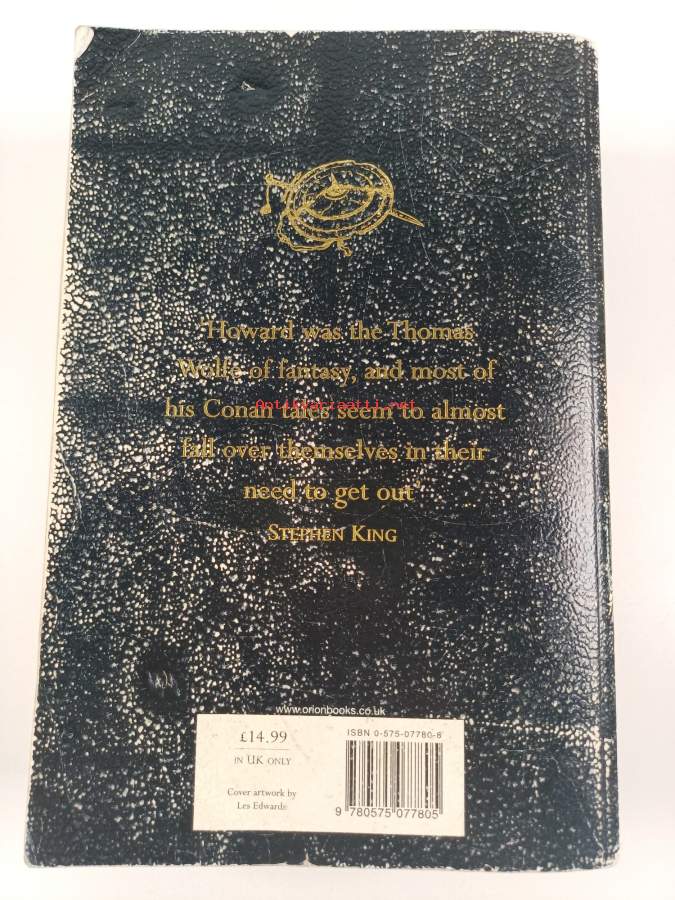 'Howard was the Thomas
Wolfe of fantasy, and most of
his Conan tales seem to almost
fall over themselves in their
need to get out'
STEPHEN KING
Antikvariaatti.net
www.orionbooks.co.uk
£14.99
IN UK ONLY
Cover artwork by
Les Edwards
ISBN 0-575-07780-8
9 780575 077805